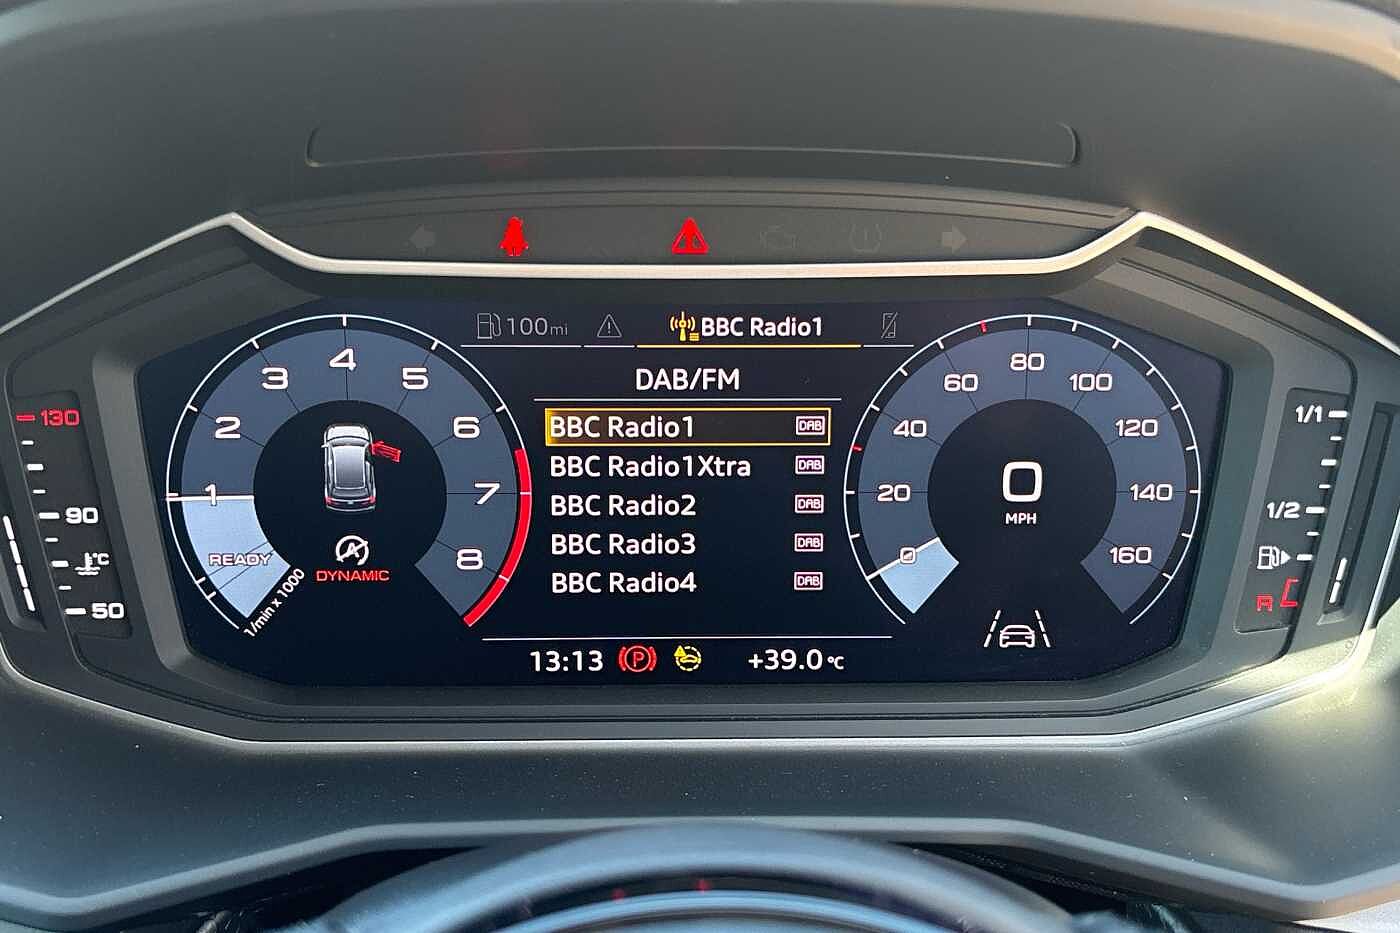 100mi
BBC Radio1
DAB/FM
BBC Radio1 DAB
BBC Radio1Xtra DAB
BBC Radio2 DAB
BBC Radio3 DAB
BBC Radio4 DAB
13:13 P +39.0 °C
1 2 3 4 5 6 7 8
READY
1/min x 1000
A
DYNAMIC
0 20 40 60 80 100 120 140 160
0
MPH
130
90
°C
50
1/1
1/2
R